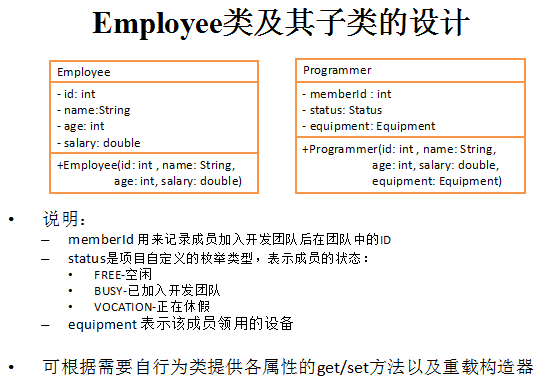 Employee类及其子类的设计
Employee
- id: int
- name:String
- age: int
- salary: double
+Employee(id: int , name: String,
age: int, salary: double)
Programmer
- memberId : int
- status: Status
- equipment: Equipment
+Programmer(id: int , name: String,
age: int, salary: double,
equipment: Equipment)
• 说明：
– memberId 用来记录成员加入开发团队后在团队中的ID
– status是项目自定义的枚举类型，表示成员的状态：
• FREE-空闲
• BUSY-已加入开发团队
• VOCATION-正在休假
– equipment 表示该成员领用的设备
• 可根据需要自行为类提供各属性的get/set方法以及重载构造器